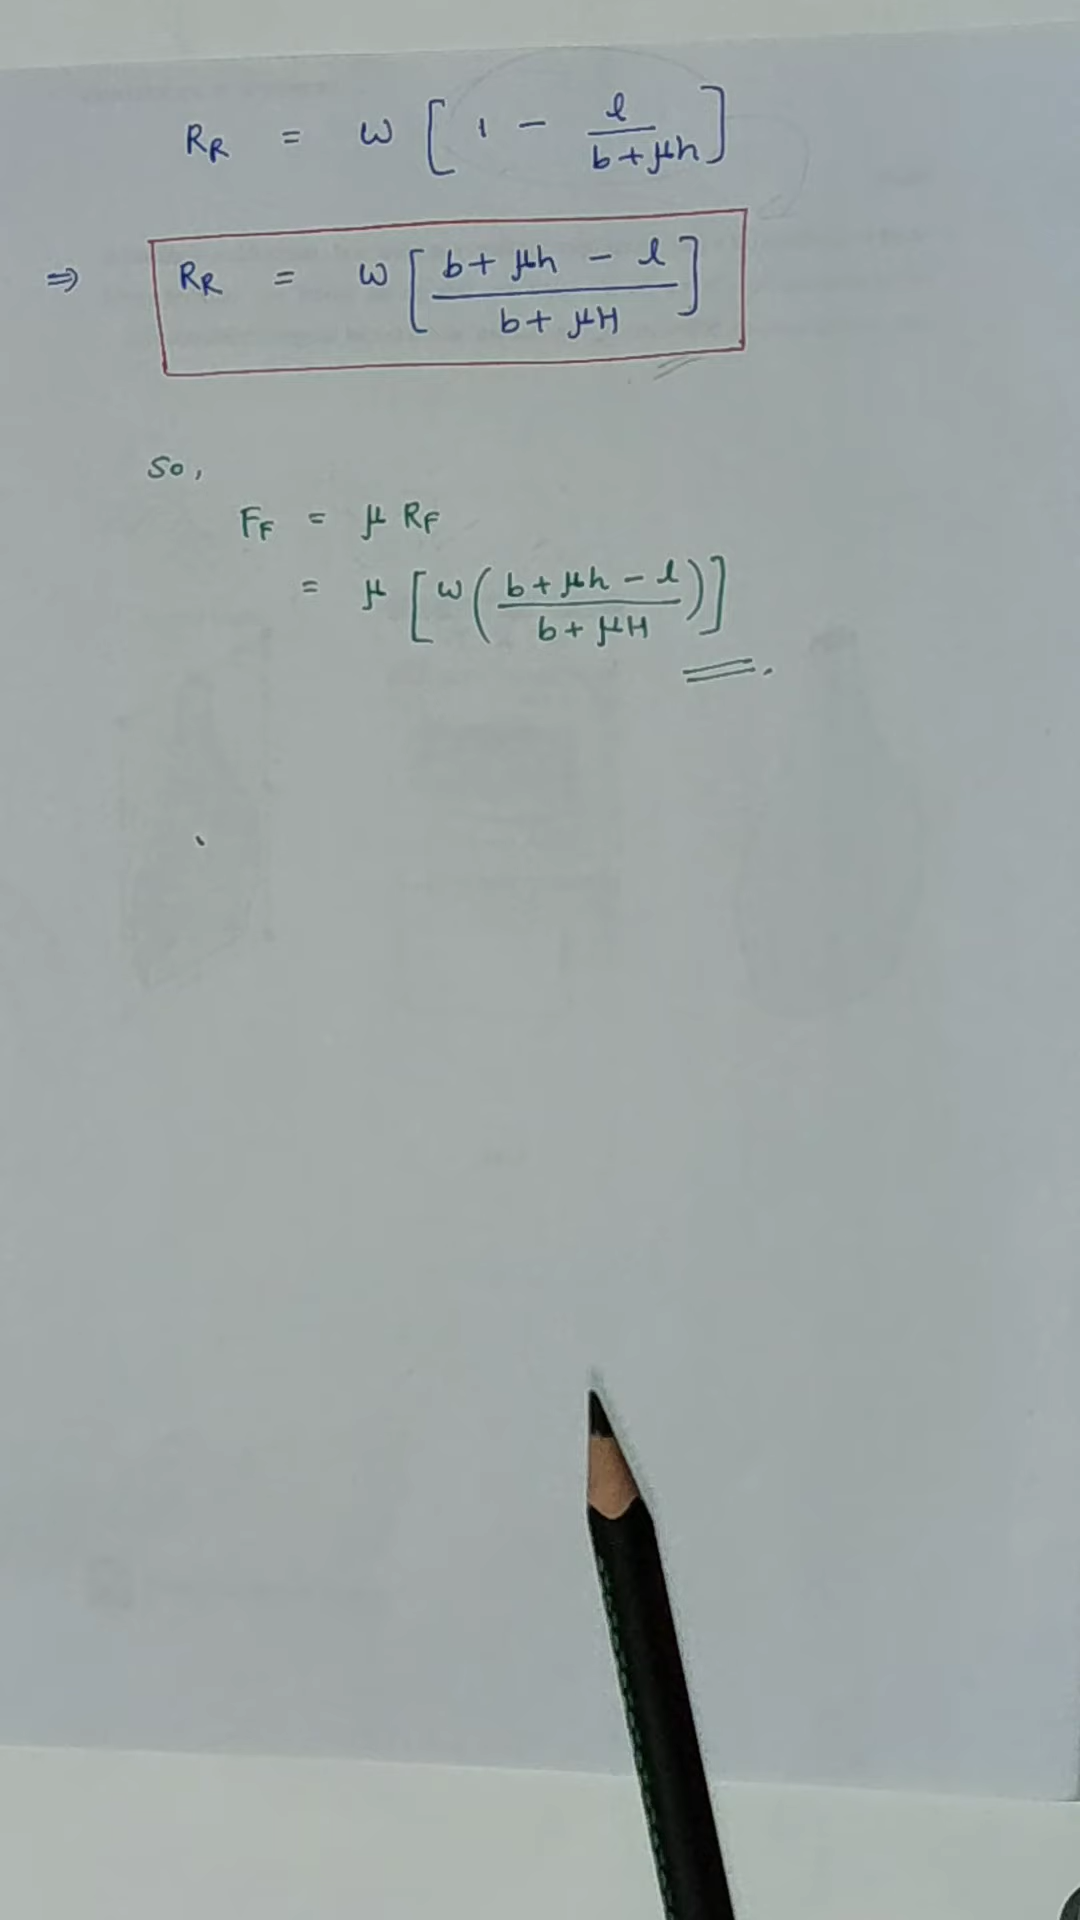 R_R = W [ 1 - l / (b + μh) ]
⇒ R_R = W [ (b + μh - l) / (b + μH) ]
So,
F_F = μ R_F
= μ [ W ( (b + μh - l) / (b + μH) ) ]